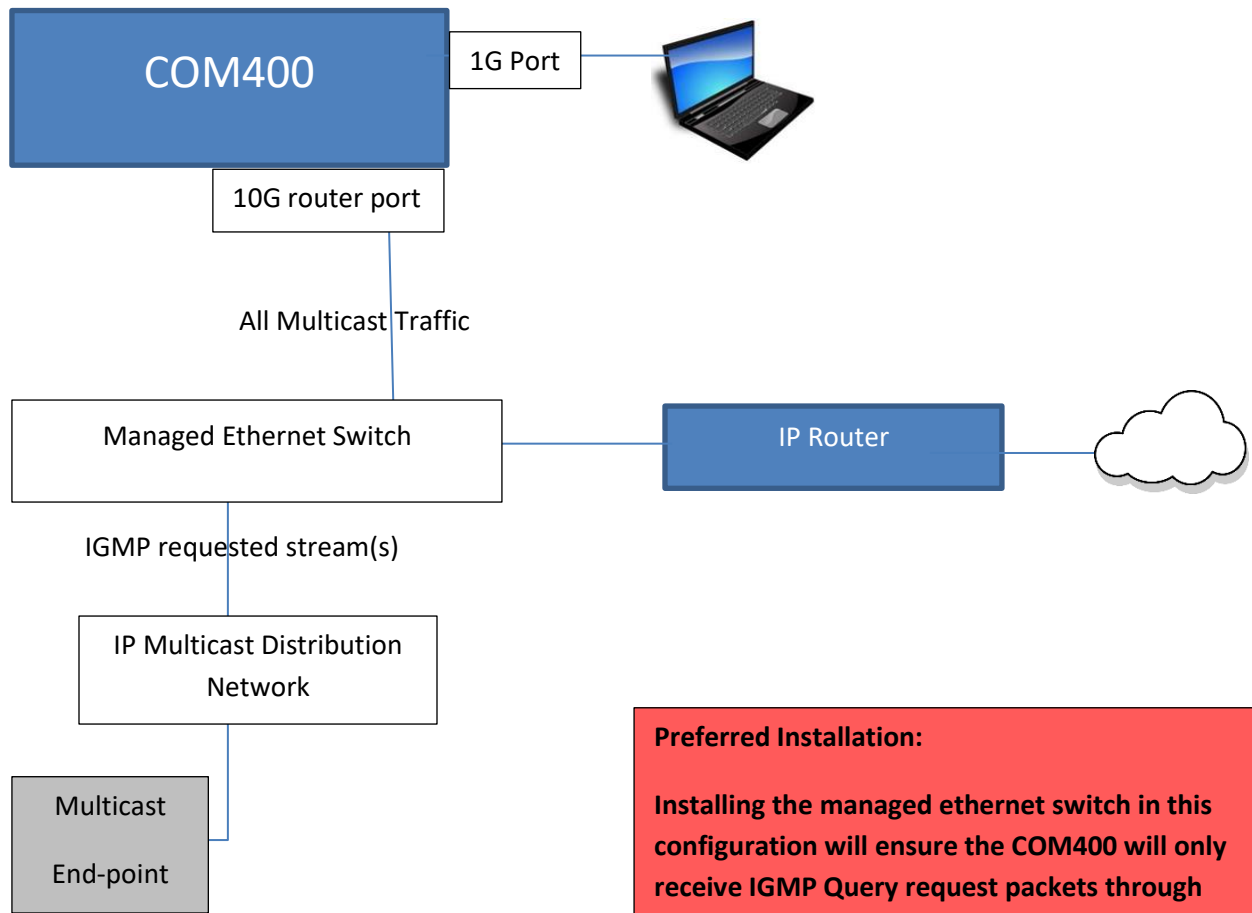 COM400
1G Port
10G router port
All Multicast Traffic
Managed Ethernet Switch
IP Router
IGMP requested stream(s)
IP Multicast Distribution
Network
Multicast
End-point
Preferred Installation:
Installing the managed ethernet switch in this
configuration will ensure the COM400 will only
receive IGMP Query request packets through